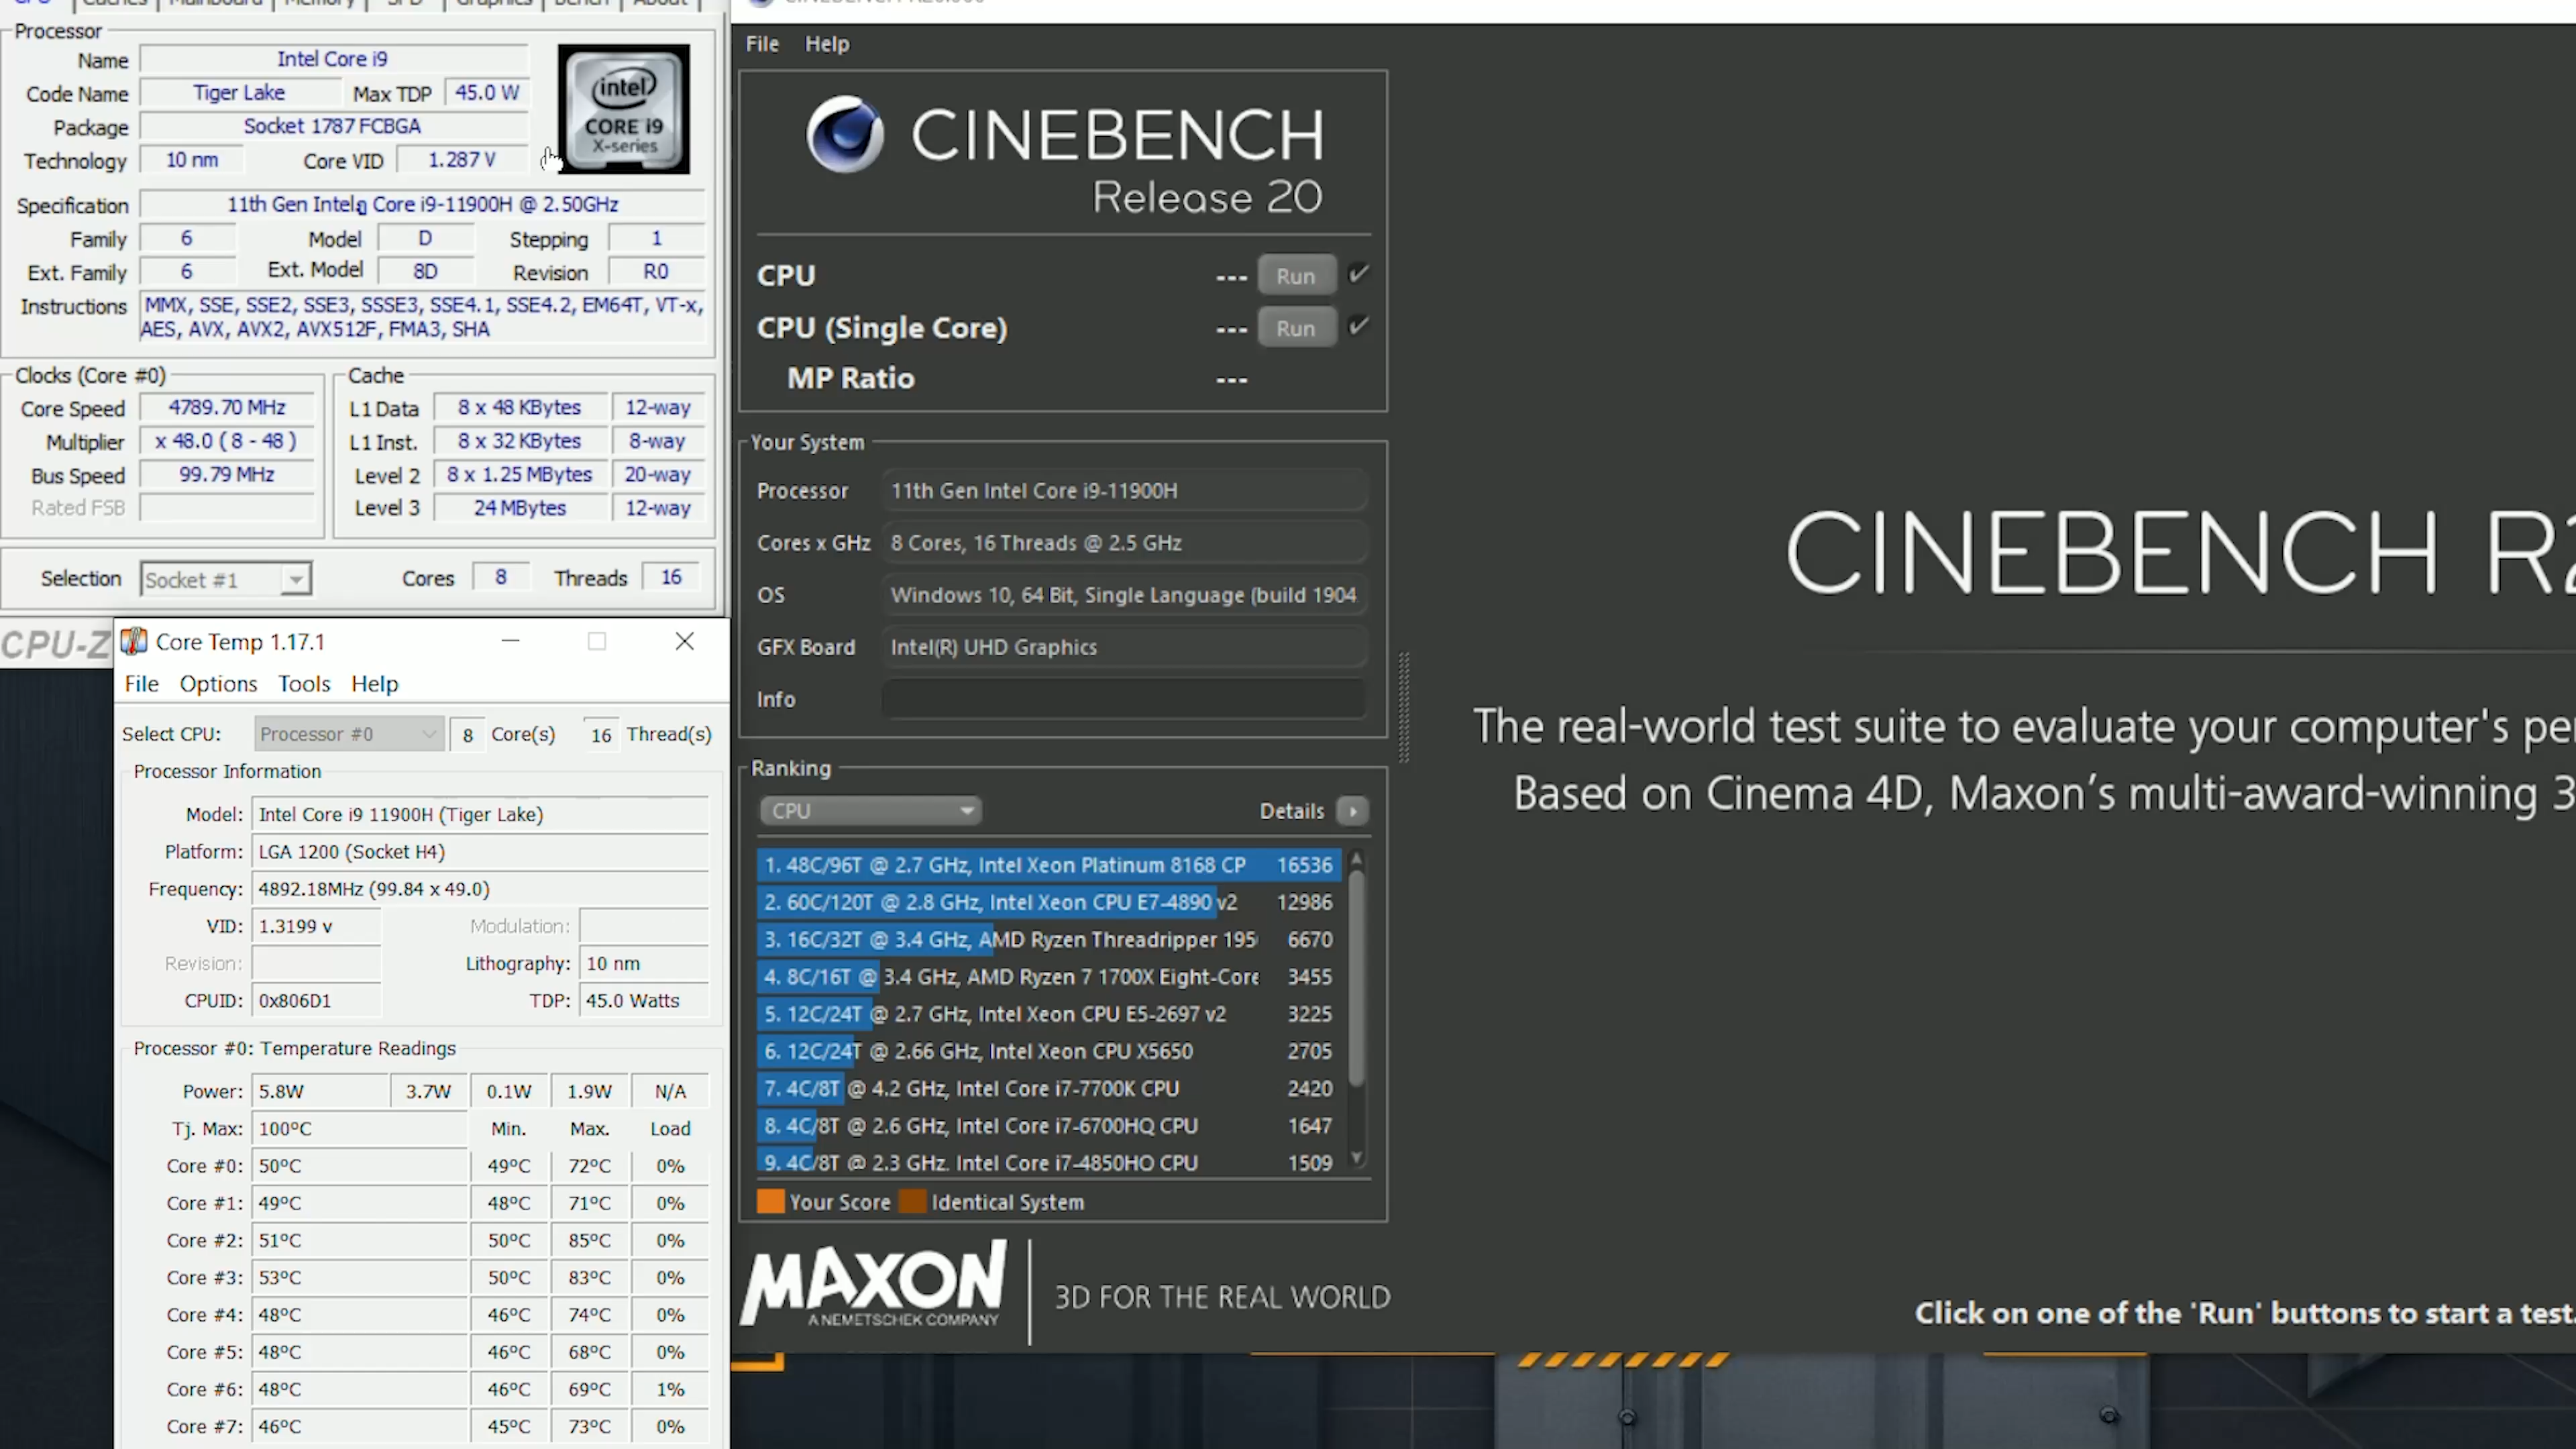 CPU Caches Mainboard Memory SPD Graphics Bench About
Processor
Name Intel Core i9
Code Name Tiger Lake Max TDP 45.0 W
Package Socket 1787 FCBGA
Technology 10 nm Core VID 1.287 V
intel
CORE i9
X-series
Specification 11th Gen Intel Core i9-11900H @ 2.50GHz
Family 6 Model D Stepping 1
Ext. Family 6 Ext. Model 8D Revision R0
Instructions MMX, SSE, SSE2, SSE3, SSSE3, SSE4.1, SSE4.2, EM64T, VT-x,
AES, AVX, AVX2, AVX512F, FMA3, SHA
Clocks (Core #0)
Core Speed 4789.70 MHz
Multiplier x 48.0 ( 8 - 48 )
Bus Speed 99.79 MHz
Rated FSB
Cache
L1 Data 8 x 48 KBytes 12-way
L1 Inst. 8 x 32 KBytes 8-way
Level 2 8 x 1.25 MBytes 20-way
Level 3 24 MBytes 12-way
Selection Socket #1 Cores 8 Threads 16
CPU-Z
Core Temp 1.17.1
File Options Tools Help
Select CPU: Processor #0 8 Core(s) 16 Thread(s)
Processor Information
Model: Intel Core i9 11900H (Tiger Lake)
Platform: LGA 1200 (Socket H4)
Frequency: 4892.18MHz (99.84 x 49.0)
VID: 1.3199 v Modulation:
Revision: Lithography: 10 nm
CPUID: 0x806D1 TDP: 45.0 Watts
Processor #0: Temperature Readings
Power: 5.8W 3.7W 0.1W 1.9W N/A
Tj. Max: 100°C Min. Max. Load
Core #0: 50°C 49°C 72°C 0%
Core #1: 49°C 48°C 71°C 0%
Core #2: 51°C 50°C 85°C 0%
Core #3: 53°C 50°C 83°C 0%
Core #4: 48°C 46°C 74°C 0%
Core #5: 48°C 46°C 68°C 0%
Core #6: 48°C 46°C 69°C 1%
Core #7: 46°C 45°C 73°C 0%
File Help
CINEBENCH
Release 20
CPU --- Run
CPU (Single Core) --- Run
MP Ratio ---
Your System
Processor 11th Gen Intel Core i9-11900H
Cores x GHz 8 Cores, 16 Threads @ 2.5 GHz
OS Windows 10, 64 Bit, Single Language (build 1904
GFX Board Intel(R) UHD Graphics
Info
Ranking
CPU Details
1. 48C/96T @ 2.7 GHz, Intel Xeon Platinum 8168 CP 16536
2. 60C/120T @ 2.8 GHz, Intel Xeon CPU E7-4890 v2 12986
3. 16C/32T @ 3.4 GHz, AMD Ryzen Threadripper 195 6670
4. 8C/16T @ 3.4 GHz, AMD Ryzen 7 1700X Eight-Core 3455
5. 12C/24T @ 2.7 GHz, Intel Xeon CPU E5-2697 v2 3225
6. 12C/24T @ 2.66 GHz, Intel Xeon CPU X5650 2705
7. 4C/8T @ 4.2 GHz, Intel Core i7-7700K CPU 2420
8. 4C/8T @ 2.6 GHz, Intel Core i7-6700HQ CPU 1647
9. 4C/8T @ 2.3 GHz, Intel Core i7-4850HQ CPU 1509
Your Score Identical System
MAXON
A NEMETSCHEK COMPANY
3D FOR THE REAL WORLD
CINEBENCH R2
The real-world test suite to evaluate your computer's pe
Based on Cinema 4D, Maxon's multi-award-winning 3
Click on one of the 'Run' buttons to start a test.